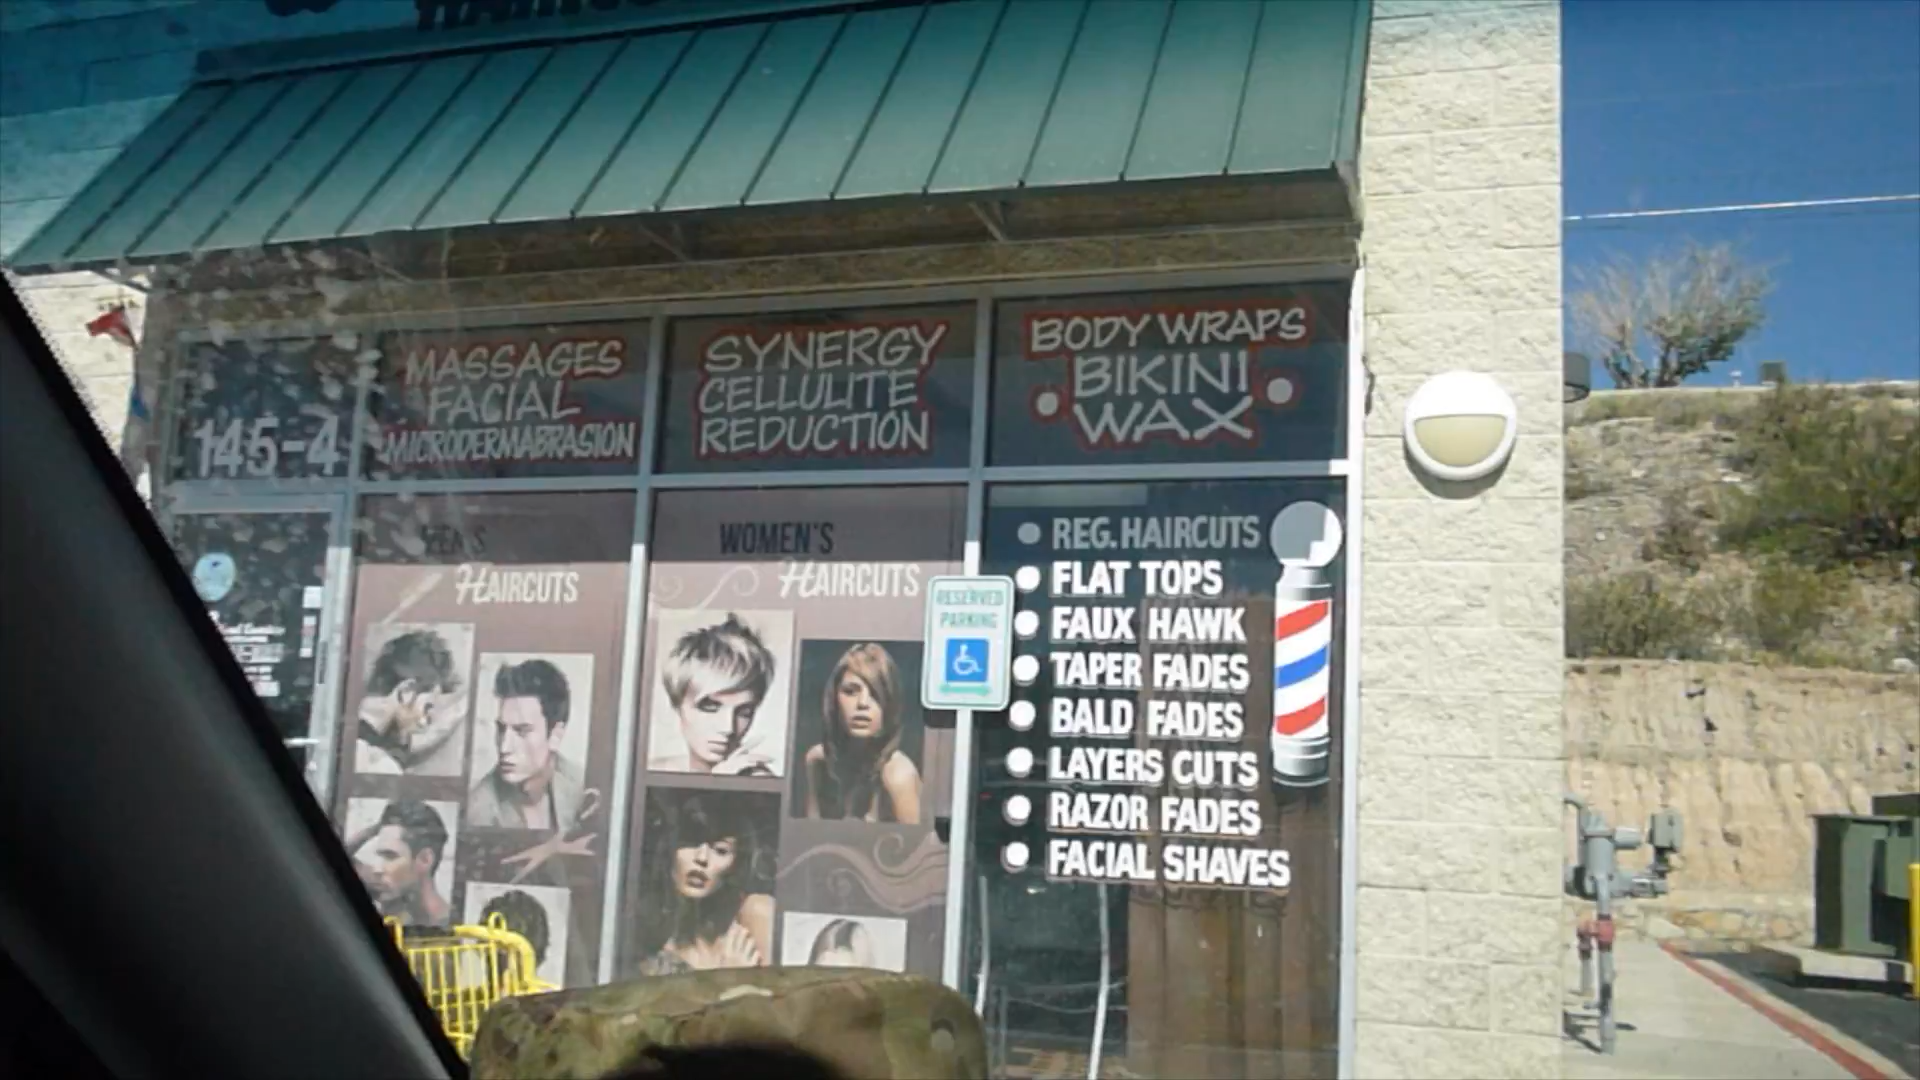 145-4
MASSAGES
FACIAL
MICRODERMABRASION
SYNERGY
CELLULITE
REDUCTION
BODY WRAPS
BIKINI
WAX
MEN'S
HAIRCUTS
WOMEN'S
HAIRCUTS
RESERVED
PARKING
REG. HAIRCUTS
FLAT TOPS
FAUX HAWK
TAPER FADES
BALD FADES
LAYERS CUTS
RAZOR FADES
FACIAL SHAVES